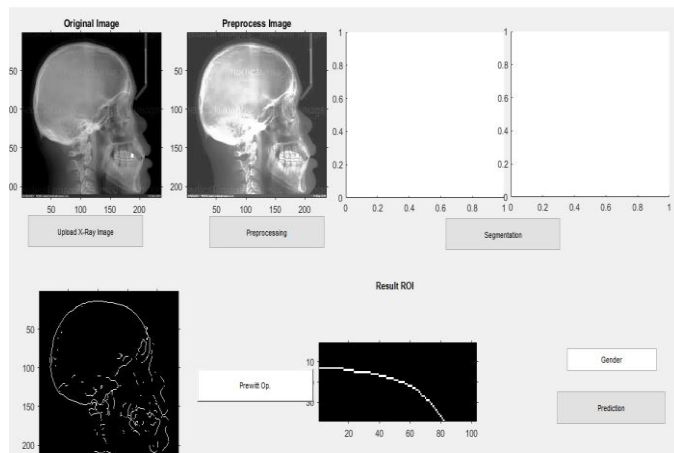 Original Image
Preprocess Image
50
00
50
00
50 100 150 200
50
100
150
200
50 100 150 200
1
0.8
0.6
0.4
0.2
0
0 0.2 0.4 0.6 0.8 1
1
0.8
0.6
0.4
0.2
0
0 0.2 0.4 0.6 0.8 1
Upload X-Ray Image
Preprocessing
Segmentation
Result ROI
50
100
150
200
Prewitt Op.
10
30
20 40 60 80 100
Gender
Prediction